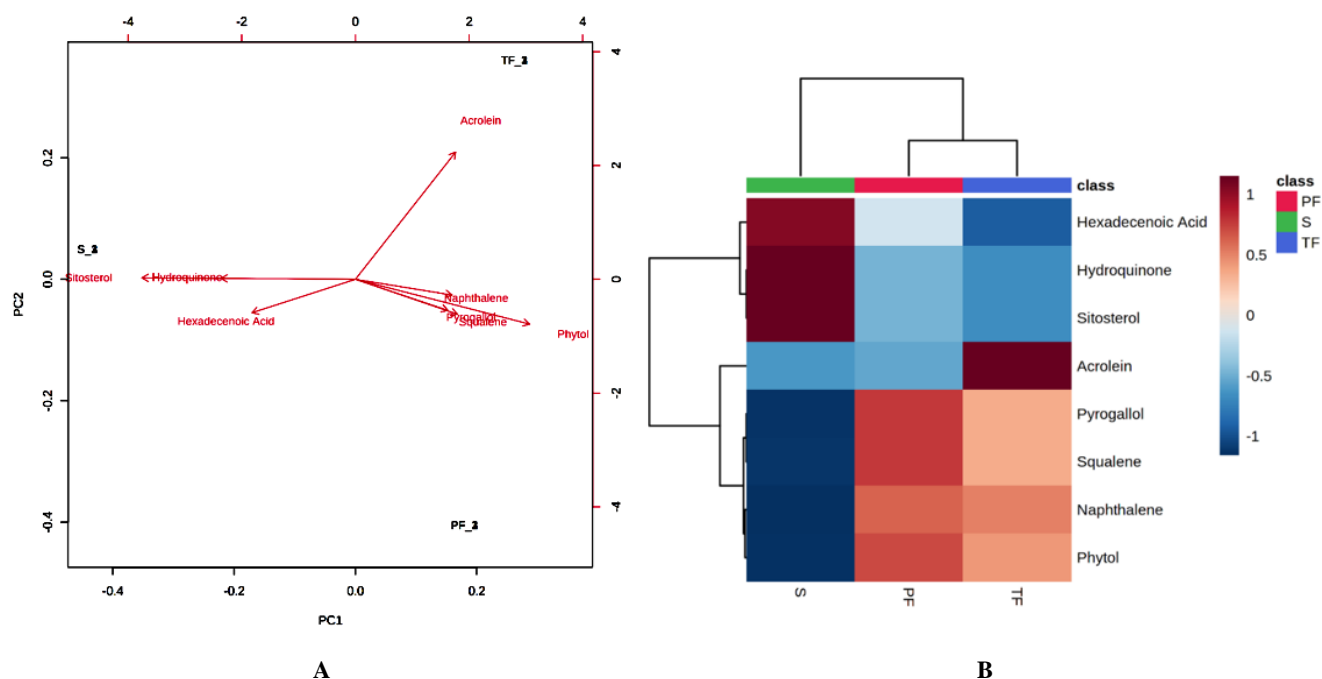 -4 -2 0 2 4
TF_
Acrolein
S_
Sitosterol
Hydroquinone
Hexadecenoic Acid
Naphthalene
Pyrogallol
Squalene
Phytol
PF_
PC2
0.2
0.0
-0.2
-0.4
4
2
0
-2
-4
-0.4 -0.2 0.0 0.2
PC1
A
class
Hexadecenoic Acid
Hydroquinone
Sitosterol
Acrolein
Pyrogallol
Squalene
Naphthalene
Phytol
S PF TF
1
0.5
0
-0.5
-1
class
PF
S
TF
B